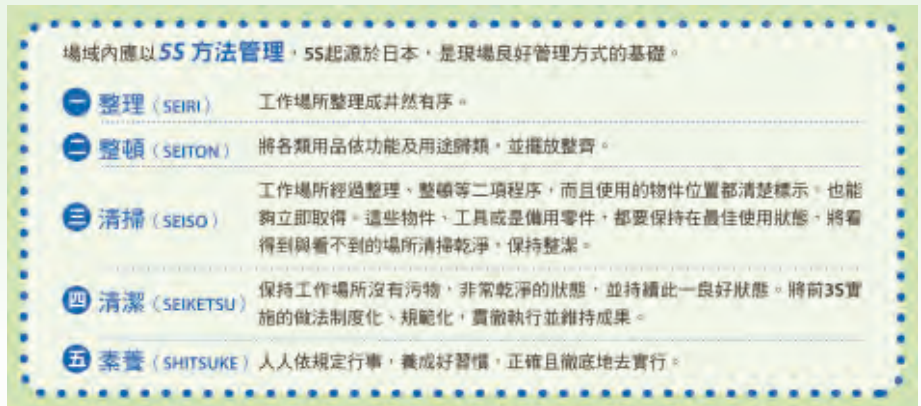 場域內應以5S 方法管理，5S起源於日本，是現場良好管理方式的基礎。
一 整理（SEIRI） 工作場所整理成井然有序。
二 整頓（SEITON） 將各類用品依功能及用途歸類，並擺放整齊。
工作場所經過整理、整頓等二項程序，而且使用的物件位置都清楚標示，也能
三 清掃（SEISO） 夠立即取得。這些物件、工具或是備用零件，都要保持在最佳使用狀態，將看
得到與看不到的場所清掃乾淨，保持整潔。
四 清潔（SEIKETSU） 保持工作場所沒有污物，非常乾淨的狀態，並持續此一良好狀態。將前3S實
施的做法制度化、規範化，貫徹執行並維持成果。
五 素養（SHITSUKE） 人人依規定行事，養成好習慣，正確且徹底地去實行。